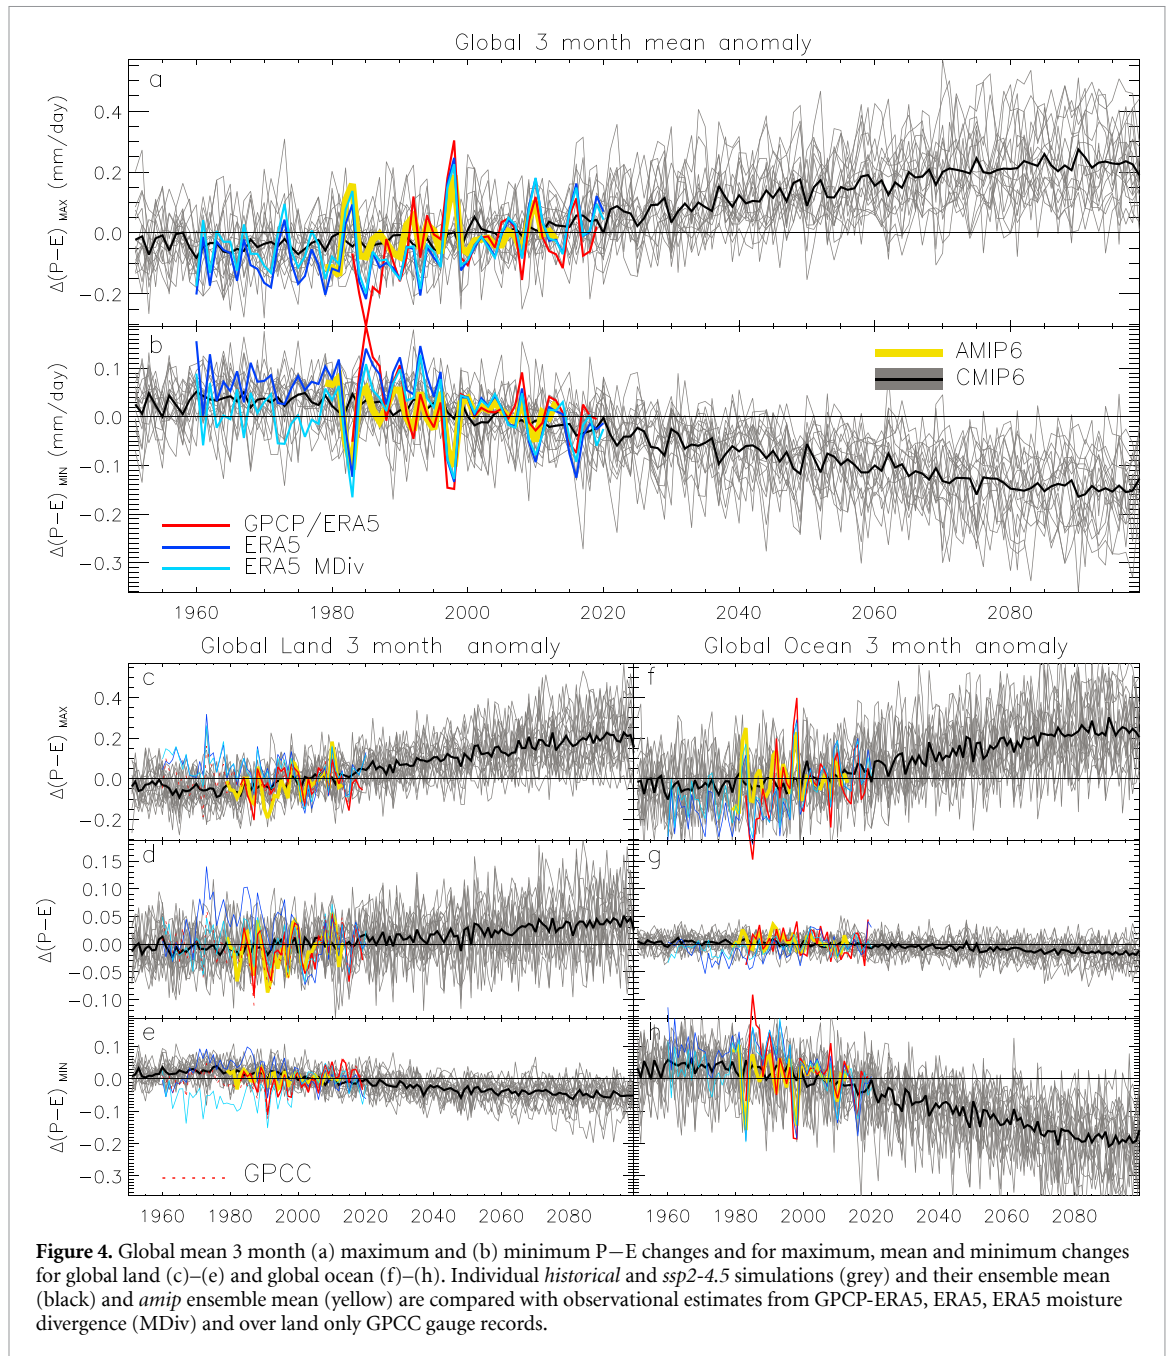 Global 3 month mean anomaly
a
Δ(P−E) MAX (mm/day)
0.4
0.2
0.0
−0.2
b
Δ(P−E) MIN (mm/day)
0.1
0.0
−0.1
−0.2
−0.3
AMIP6
CMIP6
GPCP/ERA5
ERA5
ERA5 MDiv
1960 1980 2000 2020 2040 2060 2080
Global Land 3 month anomaly
Global Ocean 3 month anomaly
c
f
Δ(P−E) MAX
0.4
0.2
0.0
−0.2
d
g
Δ(P−E)
0.15
0.10
0.05
0.00
−0.05
−0.10
e
h
Δ(P−E) MIN
0.1
0.0
−0.1
−0.2
−0.3
GPCC
1960 1980 2000 2020 2040 2060 2080
1960 1980 2000 2020 2040 2060 2080
Figure 4. Global mean 3 month (a) maximum and (b) minimum P−E changes and for maximum, mean and minimum changes
for global land (c)–(e) and global ocean (f)–(h). Individual historical and ssp2-4.5 simulations (grey) and their ensemble mean
(black) and amip ensemble mean (yellow) are compared with observational estimates from GPCP-ERA5, ERA5, ERA5 moisture
divergence (MDiv) and over land only GPCC gauge records.